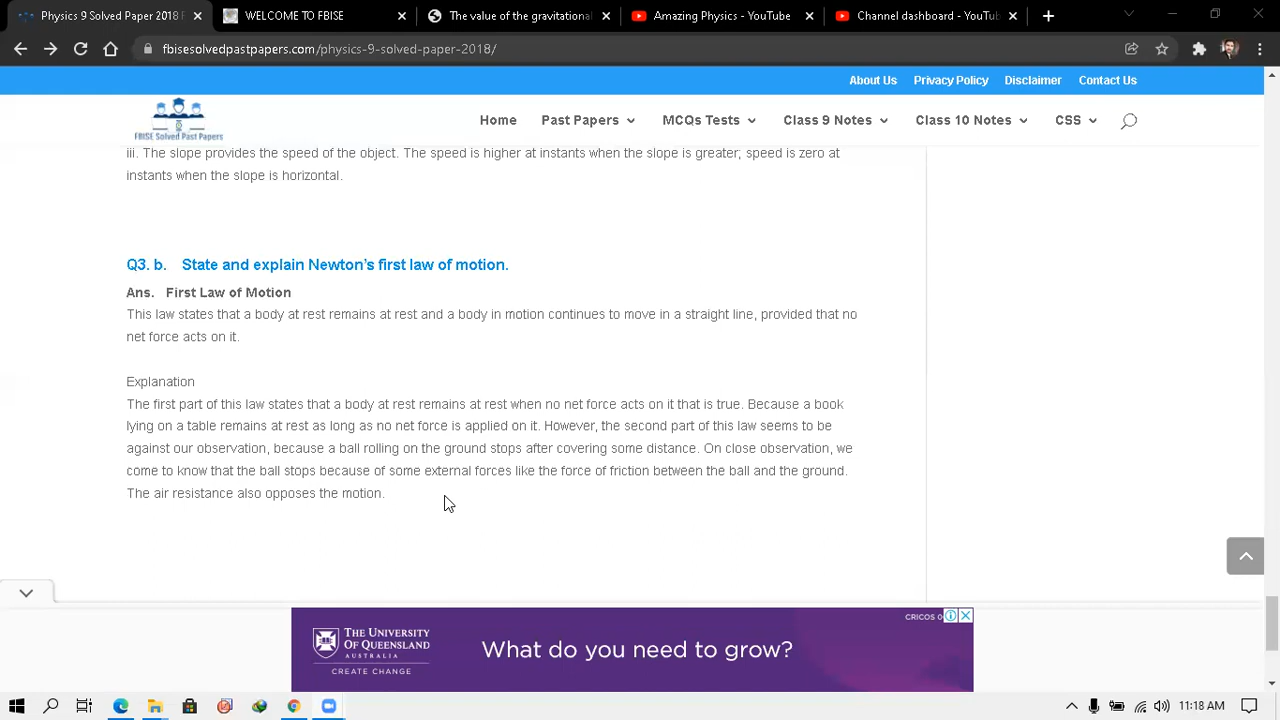 Physics 9 Solved Paper 2018 F
WELCOME TO FBISE
The value of the gravitational
Amazing Physics - YouTube
Channel dashboard - YouTu
fbisesolvedpastpapers.com/physics-9-solved-paper-2018/
About Us Privacy Policy Disclaimer Contact Us
FBISE Solved Past Papers
Home Past Papers MCQs Tests Class 9 Notes Class 10 Notes CSS
iii. The slope provides the speed of the object. The speed is higher at instants when the slope is greater; speed is zero at
instants when the slope is horizontal.
Q3. b. State and explain Newton's first law of motion.
Ans. First Law of Motion
This law states that a body at rest remains at rest and a body in motion continues to move in a straight line, provided that no
net force acts on it.
Explanation
The first part of this law states that a body at rest remains at rest when no net force acts on it that is true. Because a book
lying on a table remains at rest as long as no net force is applied on it. However, the second part of this law seems to be
against our observation, because a ball rolling on the ground stops after covering some distance. On close observation, we
come to know that the ball stops because of some external forces like the force of friction between the ball and the ground.
The air resistance also opposes the motion.
CRICOS 0
THE UNIVERSITY
OF QUEENSLAND
AUSTRALIA
CREATE CHANGE
What do you need to grow?
11:18 AM